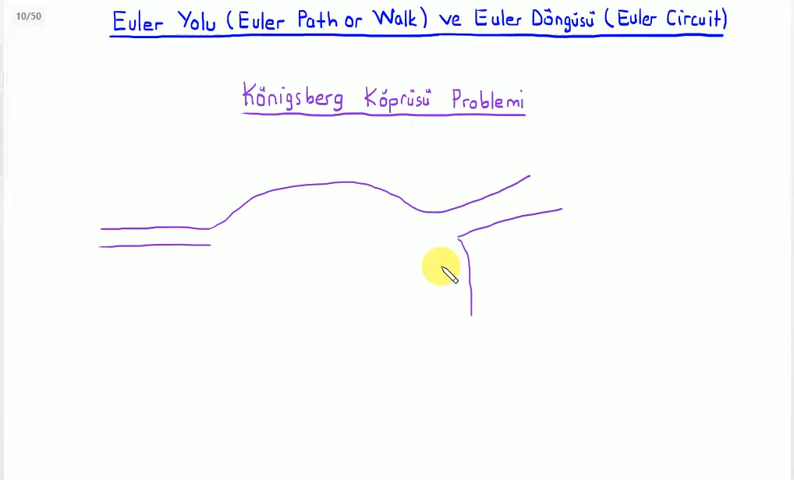 10/50
Euler Yolu (Euler Path or Walk) ve Euler Döngüsü (Euler Circuit)
Königsberg Köprüsü Problemi